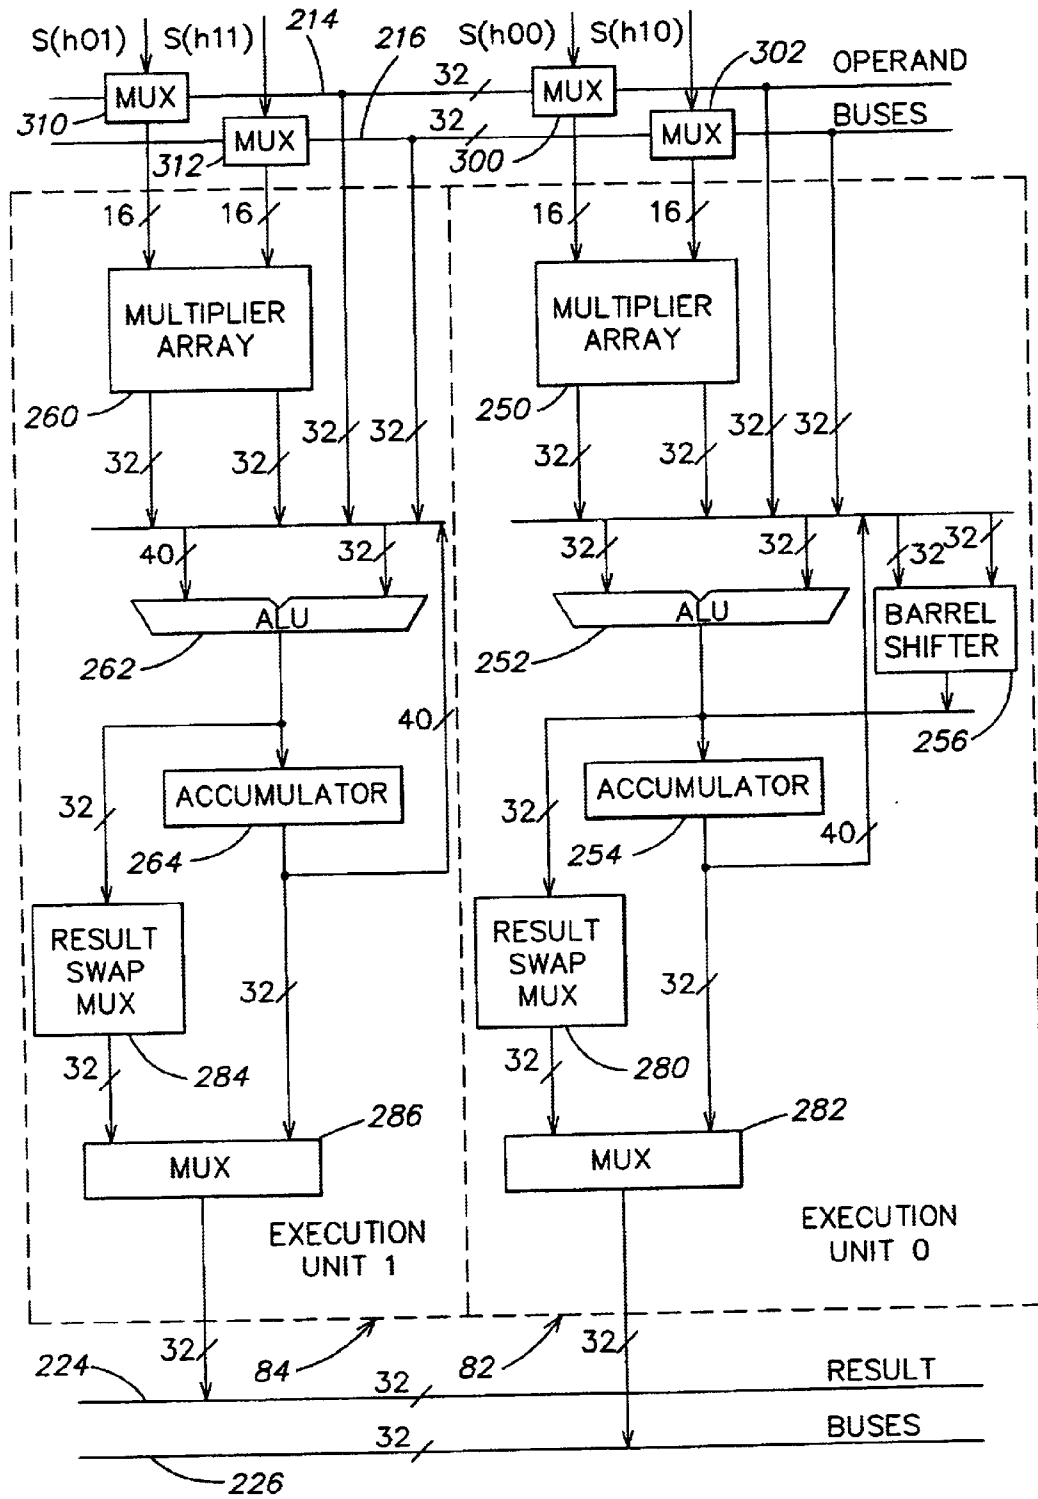 S(h01) S(h11) 214 216 S(h00) S(h10) 302
OPERAND
MUX 32 MUX
310 BUSES
MUX 32 MUX
312 300
16 16 16 16
MULTIPLIER ARRAY
MULTIPLIER ARRAY
260 250
32 32 32 32
32 32 32 32
40 32 32 32 32 32
ALU ALU BARREL SHIFTER
262 252
40 256
32 ACCUMULATOR 32 ACCUMULATOR
264 254 40
RESULT SWAP MUX
RESULT SWAP MUX
32 32
32 284 32 280
286 282
MUX MUX
EXECUTION UNIT 1
EXECUTION UNIT 0
32 84 82 32
224 32 RESULT
32 BUSES
226